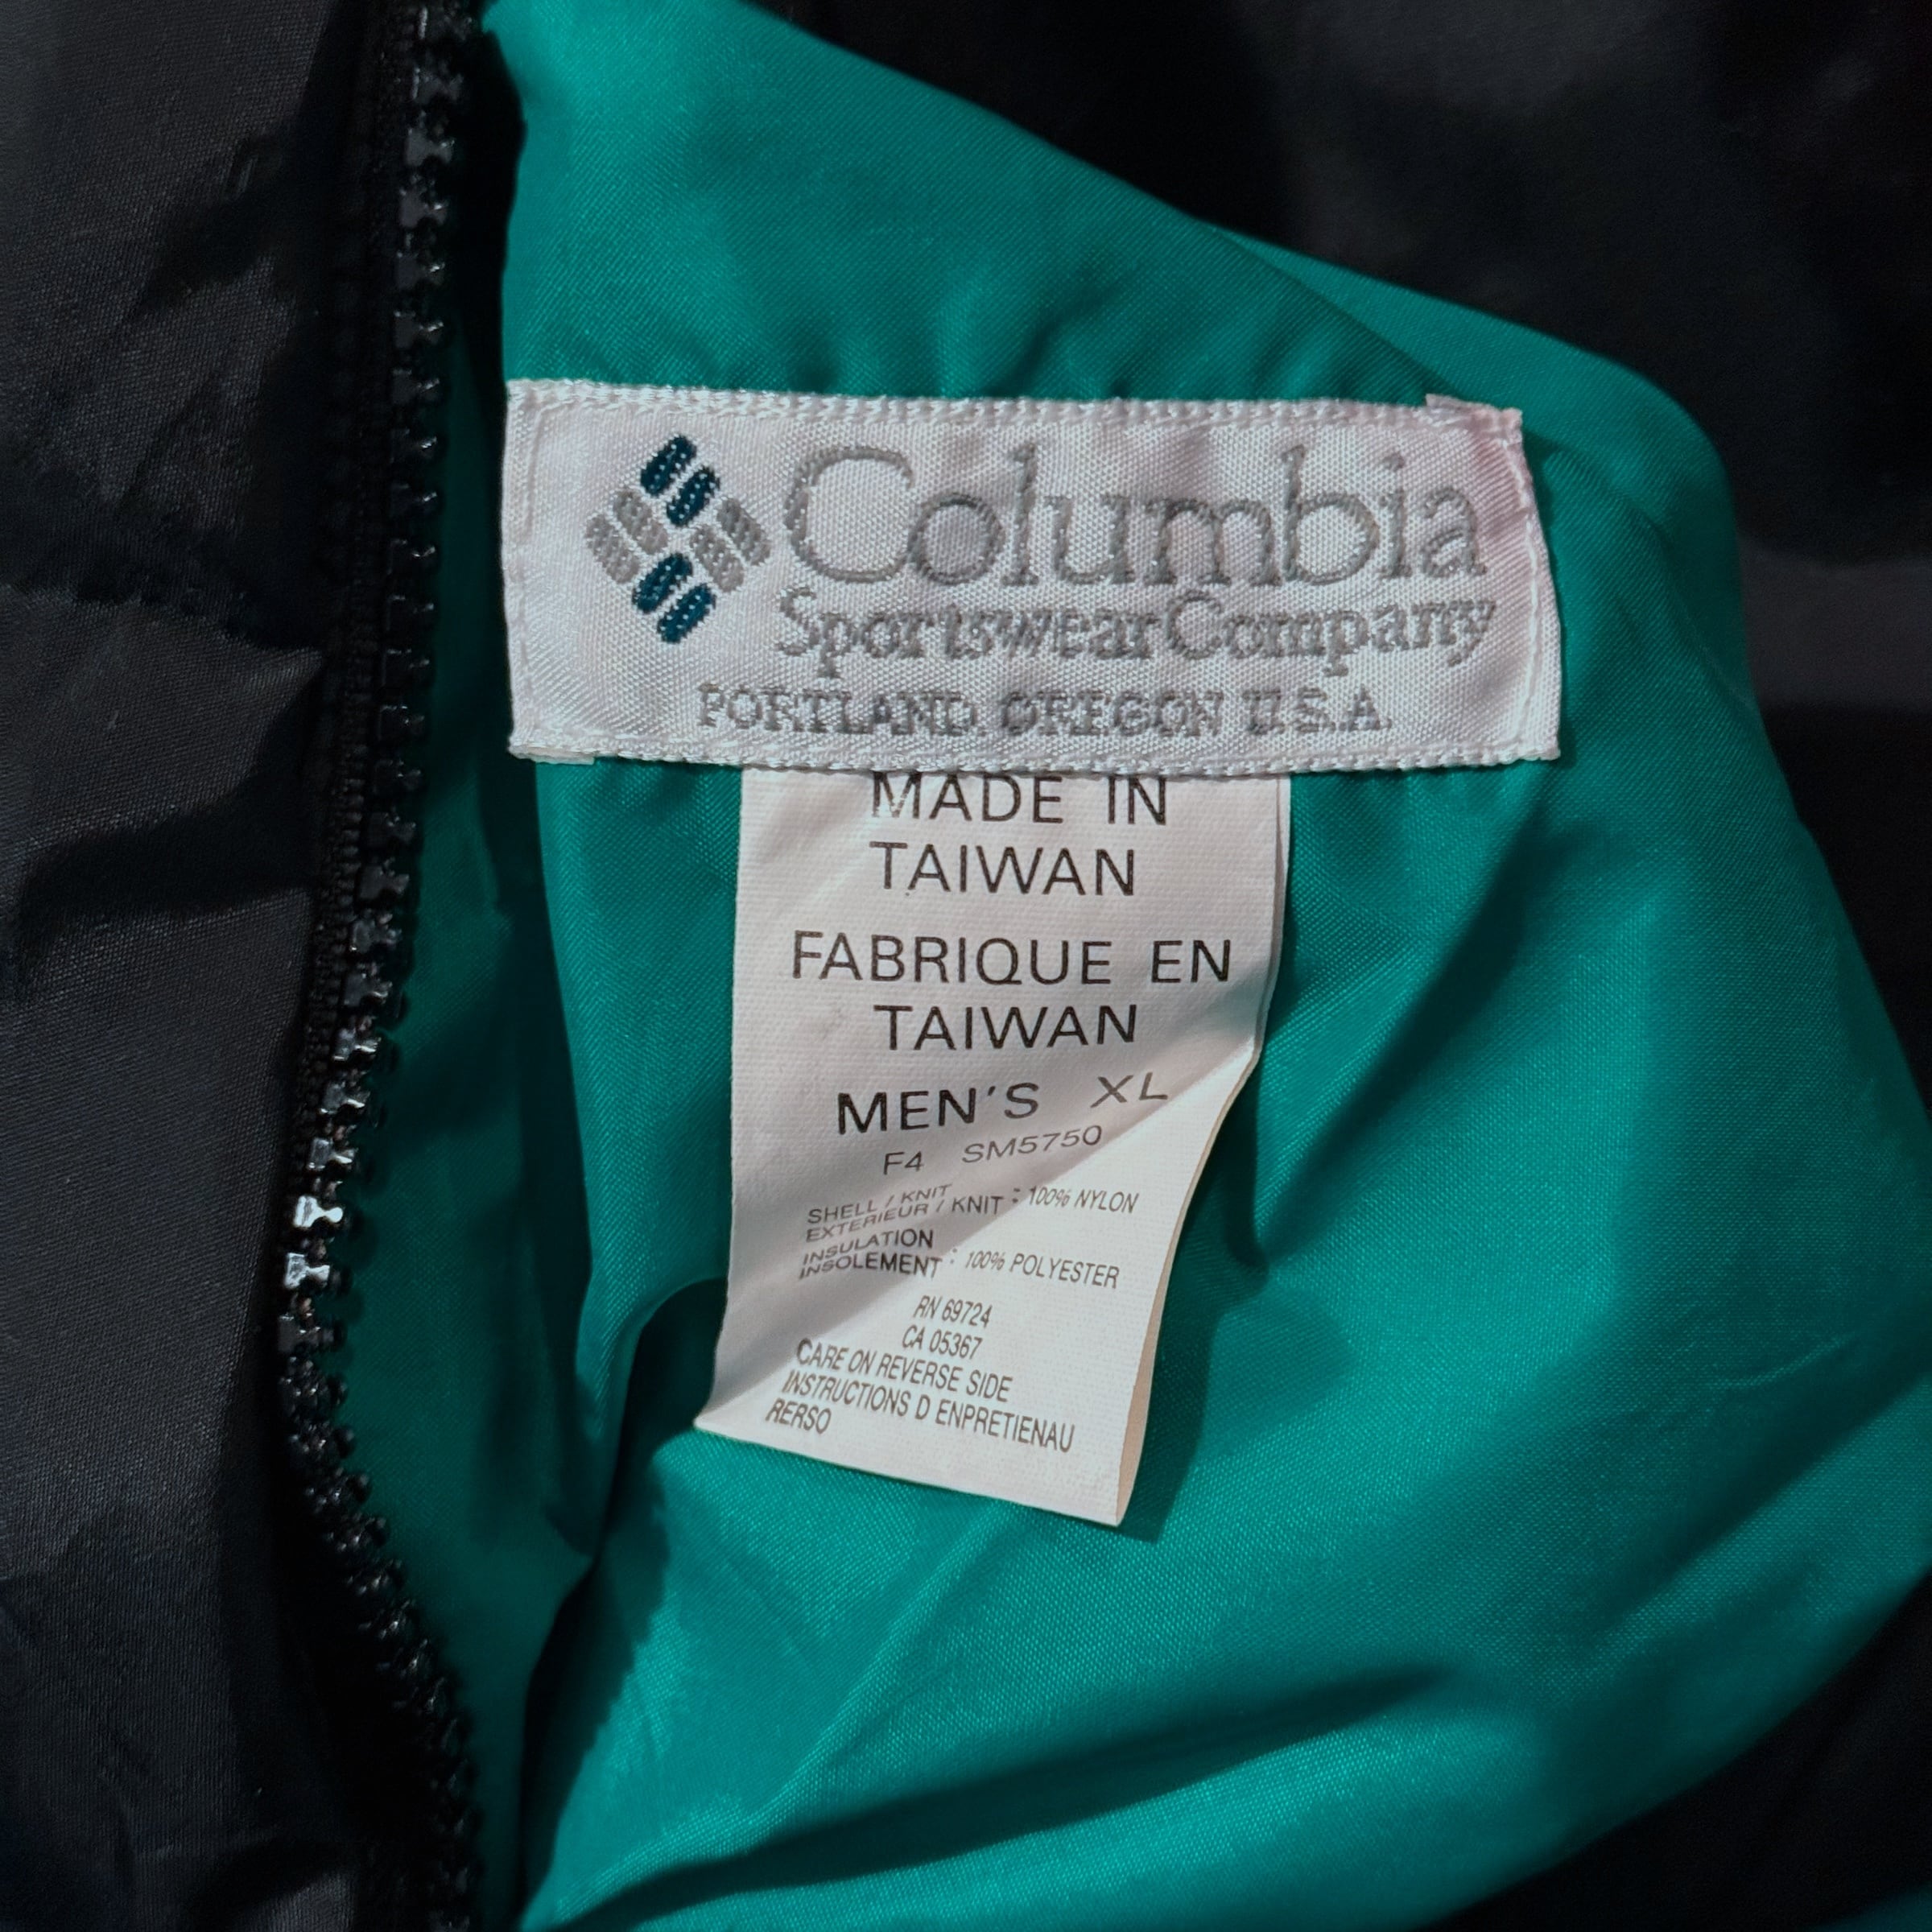 Columbia
Sportswear Company
PORTLAND, OREGON U.S.A.
MADE IN
TAIWAN
FABRIQUE EN
TAIWAN
MEN'S XL
F4 SM5750
SHELL / KNIT
EXTERIEUR / KNIT : 100% NYLON
INSULATION
INSOLEMENT : 100% POLYESTER
RN 69724
CA 05367
CARE ON REVERSE SIDE
INSTRUCTIONS D ENPRETIENAU
RERSO